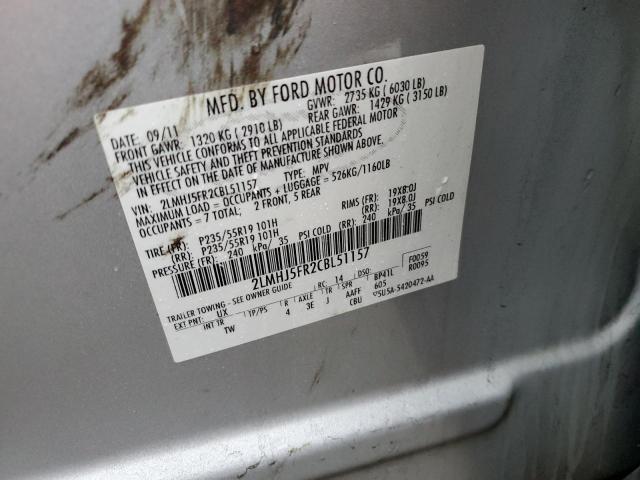 MFD. BY FORD MOTOR CO.
DATE: 09/11 GVWR: 2735 KG ( 6030 LB)
FRONT GAWR: 1320 KG ( 2910 LB) REAR GAWR: 1429 KG ( 3150 LB)
THIS VEHICLE CONFORMS TO ALL APPLICABLE FEDERAL MOTOR
VEHICLE SAFETY AND THEFT PREVENTION STANDARDS
IN EFFECT ON THE DATE OF MANUFACTURE SHOWN ABOVE.
VIN: 2LMHJ5FR2CBL51157 TYPE: MPV
MAXIMUM LOAD = OCCUPANTS + LUGGAGE = 526KG/1160LB
OCCUPANTS = 7 TOTAL; 2 FRONT, 5 REAR
TIRE (FR): P235/55R19 101H RIMS (FR): 19X8.0J
(RR): P235/55R19 101H (RR): 19X8.0J
PRESSURE (FR): 240 kPa/ 35 PSI COLD (RR): 240 kPa/ 35 PSI COLD
2LMHJ5FR2CBL51157
TRAILER TOWING - SEE OWNER GUIDE RC: 14 DSO: F0059
R0095
EXT PNT: UX INT TR TP/PS R AXLE TR SPR BP41L
TW 4 3E J AAFF 605
CBU 5U5A-5420472-AA